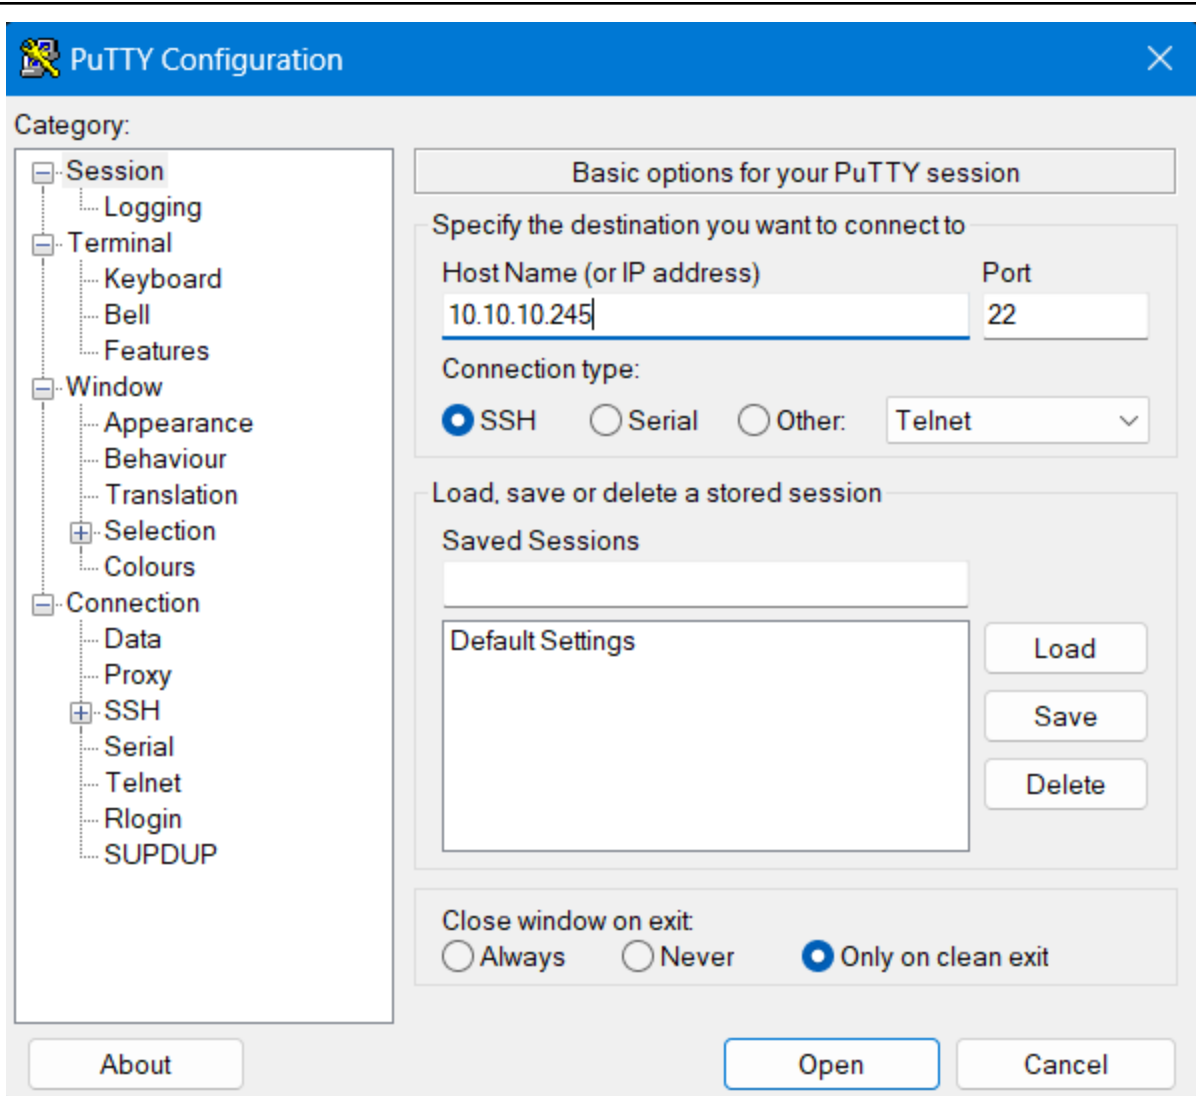 PuTTY Configuration
Category:
Session
Logging
Terminal
Keyboard
Bell
Features
Window
Appearance
Behaviour
Translation
Selection
Colours
Connection
Data
Proxy
SSH
Serial
Telnet
Rlogin
SUPDUP
Basic options for your PuTTY session
Specify the destination you want to connect to
Host Name (or IP address) Port
10.10.10.245 22
Connection type:
SSH Serial Other: Telnet
Load, save or delete a stored session
Saved Sessions
Default Settings
Load
Save
Delete
Close window on exit:
Always Never Only on clean exit
About Open Cancel